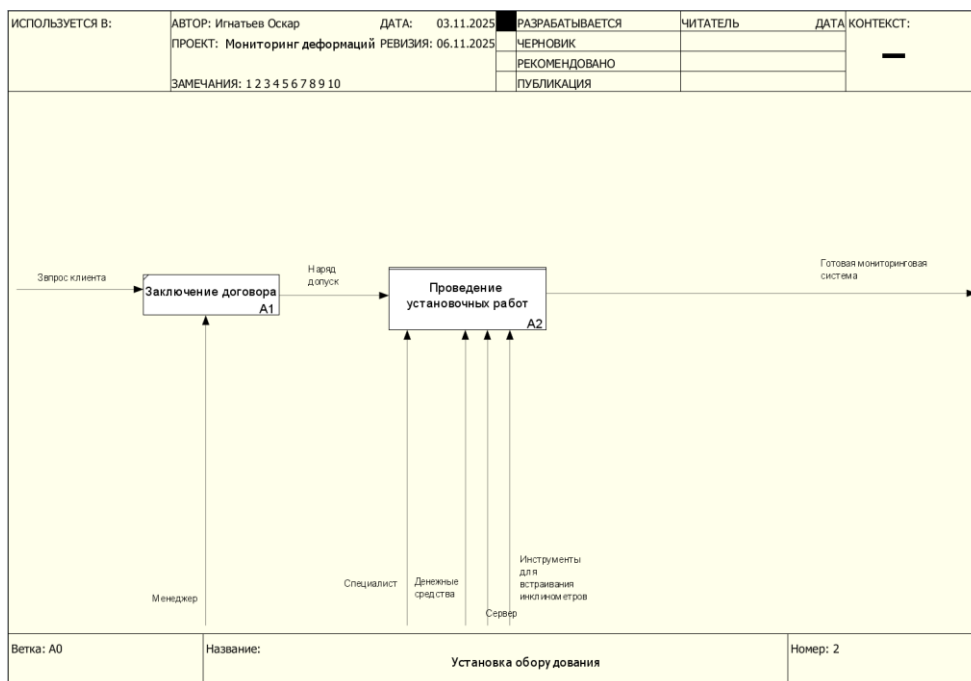 ИСПОЛЬЗУЕТСЯ В:
АВТОР: Игнатьев Оскар
ДАТА: 03.11.2025
РАЗРАБАТЫВАЕТСЯ
ЧИТАТЕЛЬ
ДАТА
КОНТЕКСТ:
ПРОЕКТ: Мониторинг деформаций
РЕВИЗИЯ: 06.11.2025
ЧЕРНОВИК
РЕКОМЕНДОВАНО
ЗАМЕЧАНИЯ: 1 2 3 4 5 6 7 8 9 10
ПУБЛИКАЦИЯ
Звпрос клиента
Заключение договора
A1
Наряд
допуск
Проведение
установочных работ
A2
Готовая мониторинговая
система
Менеджер
Специалист
Денежные
средства
Сервер
Инструменты
для
встраивания
инклинометров
Ветка: A0
Название:
Установка оборудования
Номер: 2